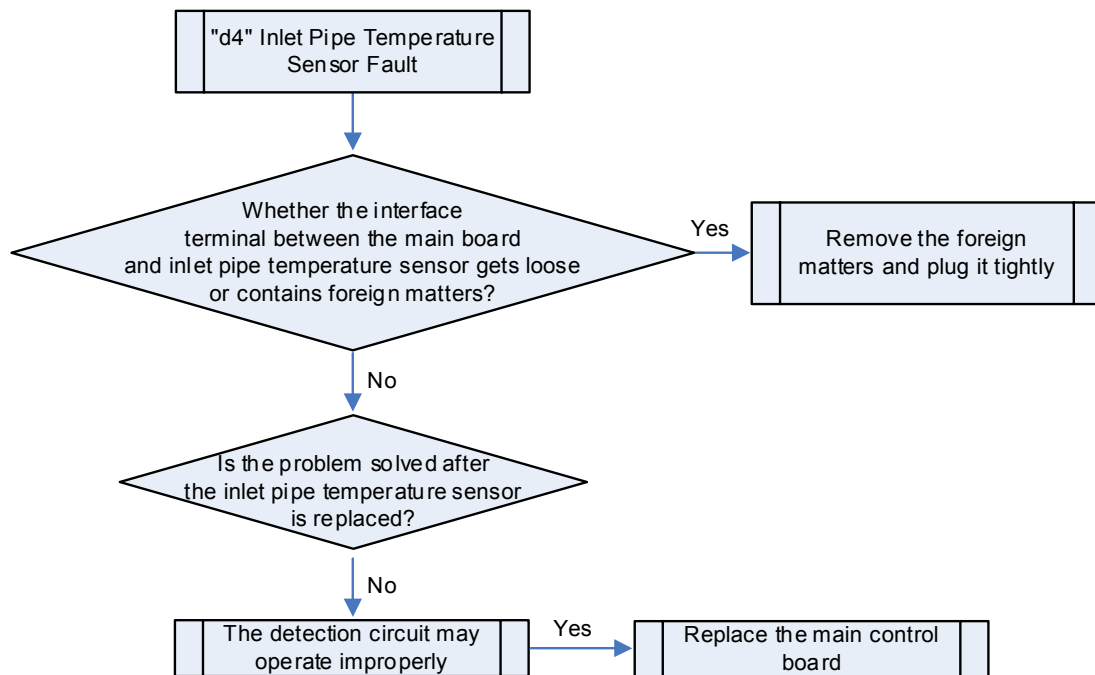 "d4" Inlet Pipe Temperature
Sensor Fault
Whether the interface
terminal between the main board
and inlet pipe temperature sensor gets loose
or contains foreign matters?
Yes
Remove the foreign
matters and plug it tightly
No
Is the problem solved after
the inlet pipe temperature sensor
is replaced?
No
The detection circuit may
operate improperly
Yes
Replace the main control
board